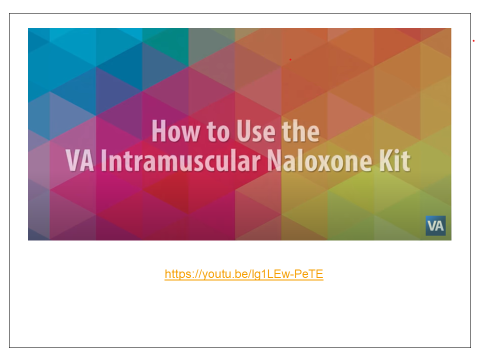 How to Use the
VA Intramuscular Naloxone Kit
VA
https://youtu.be/lg1LEw-PeTE